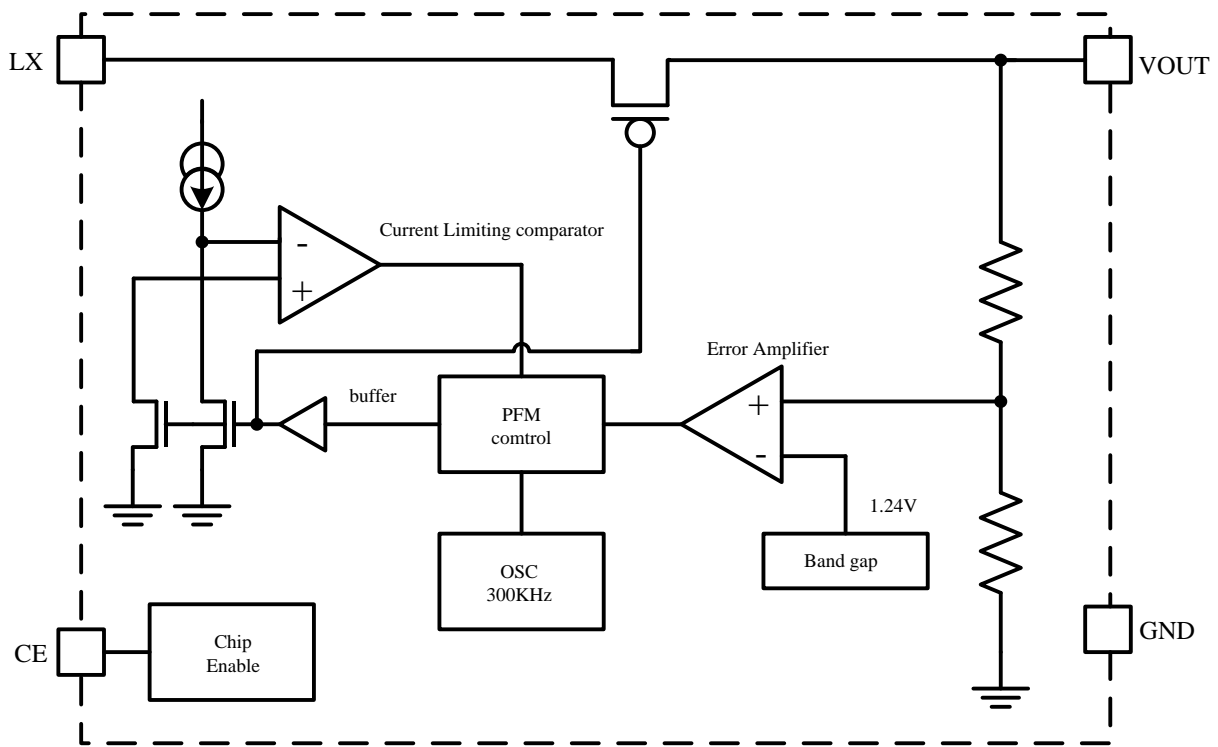 LX
VOUT
Current Limiting comparator
-
+
Error Amplifier
buffer
PFM
comtrol
+
-
1.24V
OSC
300KHz
Band gap
CE
Chip
Enable
GND